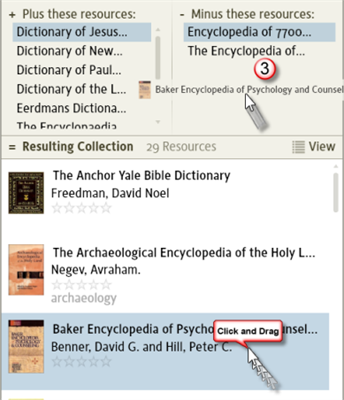 + Plus these resources:
Dictionary of Jesus...
Dictionary of New...
Dictionary of Paul...
Dictionary of the L...
Eerdmans Dictiona...
The Encyclopaedia
- Minus these resources:
Encyclopedia of 7700...
The Encyclopedia of...
3
Baker Encyclopedia of Psychology and Counsel
= Resulting Collection 29 Resources View
The Anchor Yale Bible Dictionary
Freedman, David Noel
The Archaeological Encyclopedia of the Holy L...
Negev, Avraham.
archaeology
Baker Encyclopedia of Psycho unsel...
Click and Drag
Benner, David G. and Hill, Peter C.